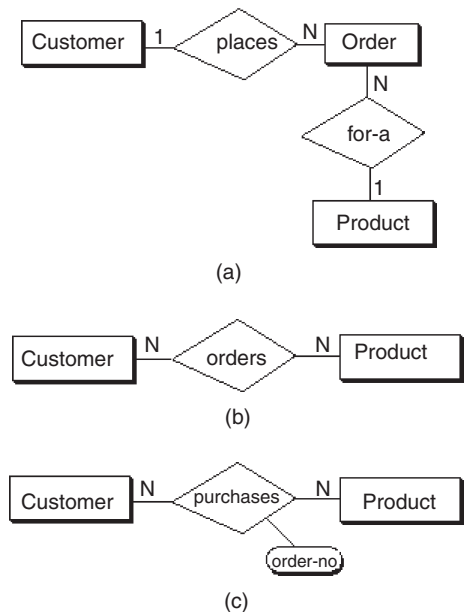 Customer 1 places N Order
N
for-a
1
Product
(a)
Customer N orders N Product
(b)
Customer N purchases N Product
order-no
(c)